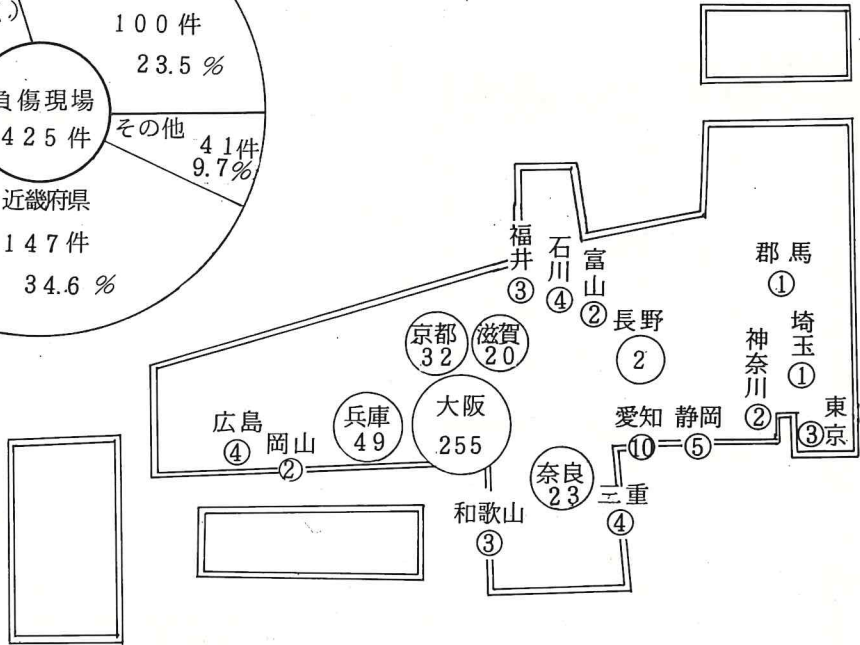 100件
23.5%
負傷現場
425件
その他
41件
9.7%
近畿府県
147件
34.6%
福井
③
石川
④
富山
②
長野
2
郡馬
①
埼玉
①
神奈川
②
東京
③
京都
32
滋賀
20
大阪
255
兵庫
49
広島
④
岡山
②
愛知
⑩
静岡
⑤
奈良
23
三重
④
和歌山
③